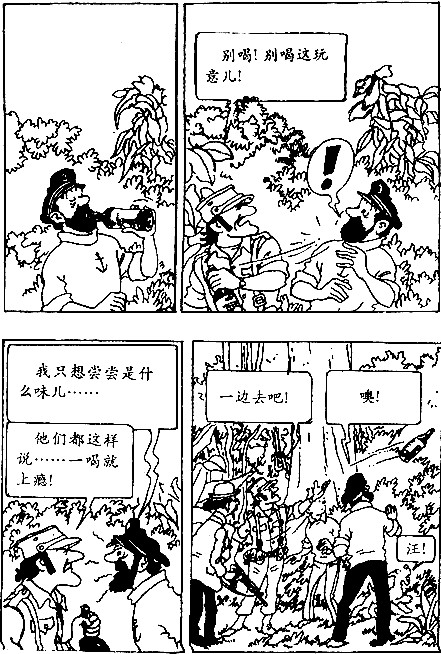 别喝！别喝这玩
意儿！
！
我只想尝尝是什
么味儿……
他们都这样
说……一喝就
上瘾！
一边去吧！
噢！
汪！